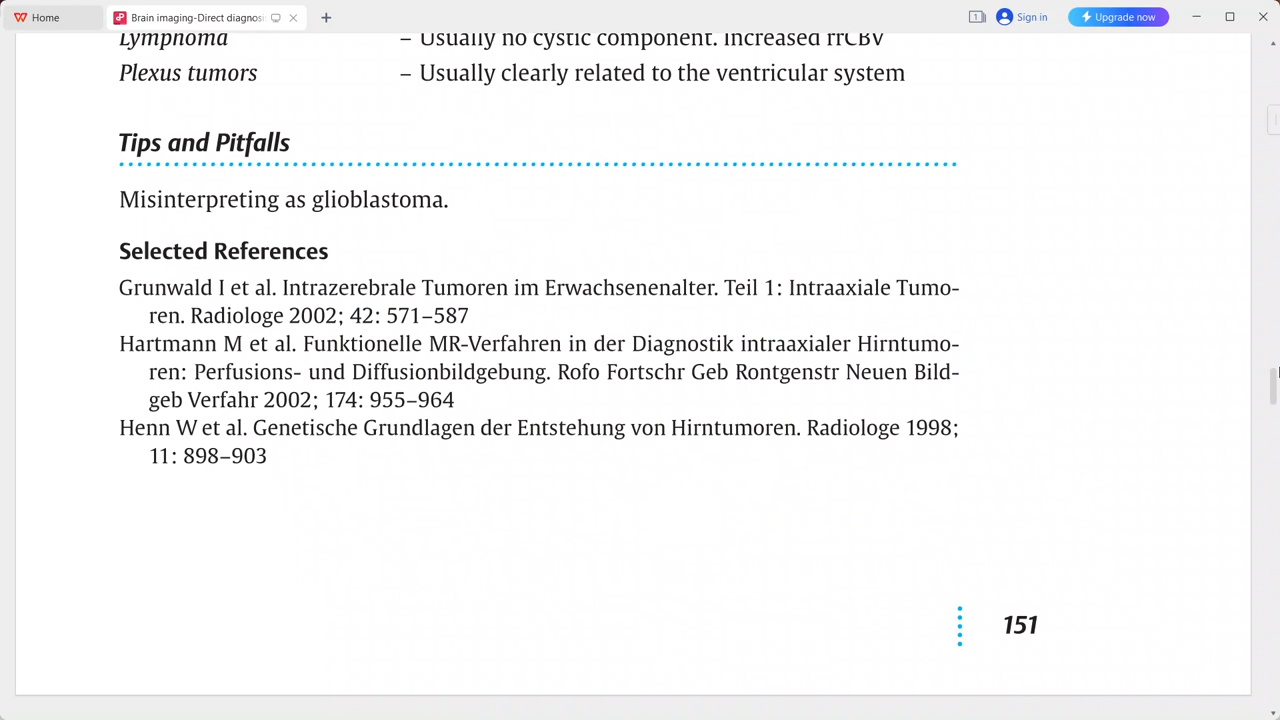 Home
Brain imaging-Direct diagnosi
Sign in
Upgrade now
Lymphoma – Usually no cystic component. Increased rrCBV
Plexus tumors – Usually clearly related to the ventricular system
Tips and Pitfalls
Misinterpreting as glioblastoma.
Selected References
Grunwald I et al. Intrazerebrale Tumoren im Erwachsenenalter. Teil 1: Intraaxiale Tumo-
ren. Radiologe 2002; 42: 571–587
Hartmann M et al. Funktionelle MR-Verfahren in der Diagnostik intraaxialer Hirntumo-
ren: Perfusions- und Diffusionbildgebung. Rofo Fortschr Geb Rontgenstr Neuen Bild-
geb Verfahr 2002; 174: 955–964
Henn W et al. Genetische Grundlagen der Entstehung von Hirntumoren. Radiologe 1998;
11: 898–903
151